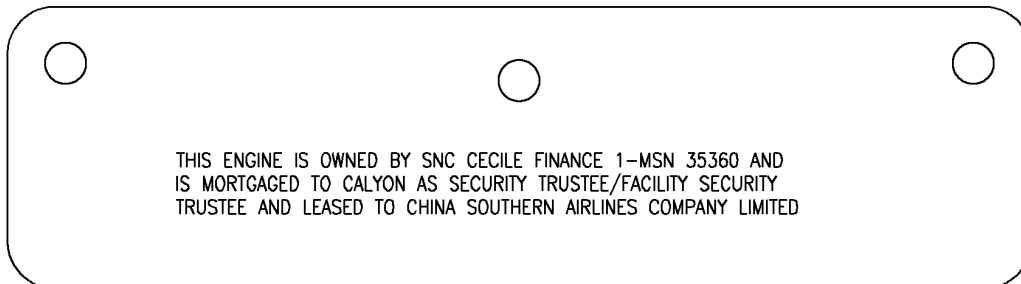 THIS ENGINE IS OWNED BY SNC CECILE FINANCE 1-MSN 35360 AND
IS MORTGAGED TO CALYON AS SECURITY TRUSTEE/FACILITY SECURITY
TRUSTEE AND LEASED TO CHINA SOUTHERN AIRLINES COMPANY LIMITED